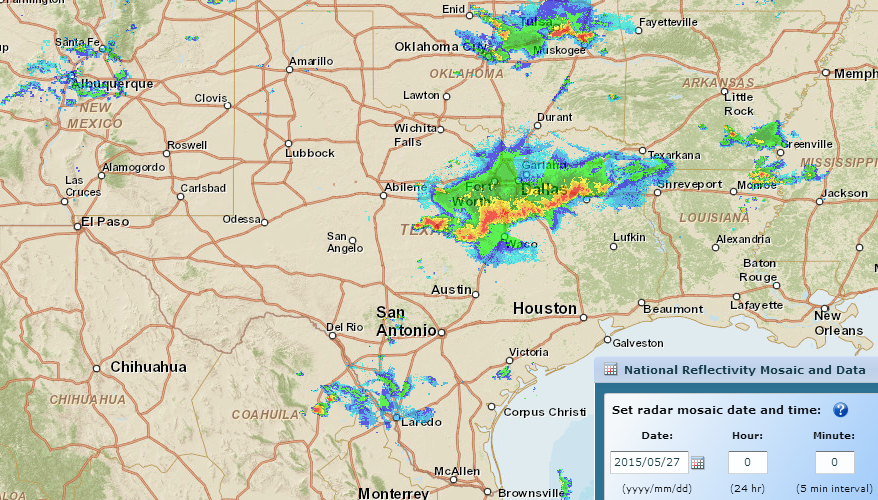 Farmington
Enid
Tulsa
Fayetteville
Santa Fe
Oklahoma City
Muskogee
up
Albuquerque
Amarillo
OKLAHOMA
ARKANSAS
Memph
NEW
MEXICO
Clovis
Lawton
Little
Rock
Durant
Wichita
Falls
Roswell
Lubbock
Greenville
Texarkana
Alamogordo
Garland
MISSISSIPPI
Las
Cruces
Carlsbad
Abilene
Fort
Worth
Dallas
Shreveport
Monroe
Jackson
El Paso
Odessa
TEXA
LOUISIANA
San
Angelo
Waco
Lufkin
Alexandria
Baton
Rouge
Austin
San
Antonio
Houston
Beaumont
Lafayette
New
Orleans
Del Rio
Galveston
Chihuahua
Victoria
National Reflectivity Mosaic and Data
CHIHUAHUA
COAHUILA
Laredo
Corpus Christi
Set radar mosaic date and time: ?
Date: Hour: Minute:
2015/05/27 0 0
(yyyy/mm/dd) (24 hr) (5 min interval)
McAllen
Monterrey
Brownsville
LOA